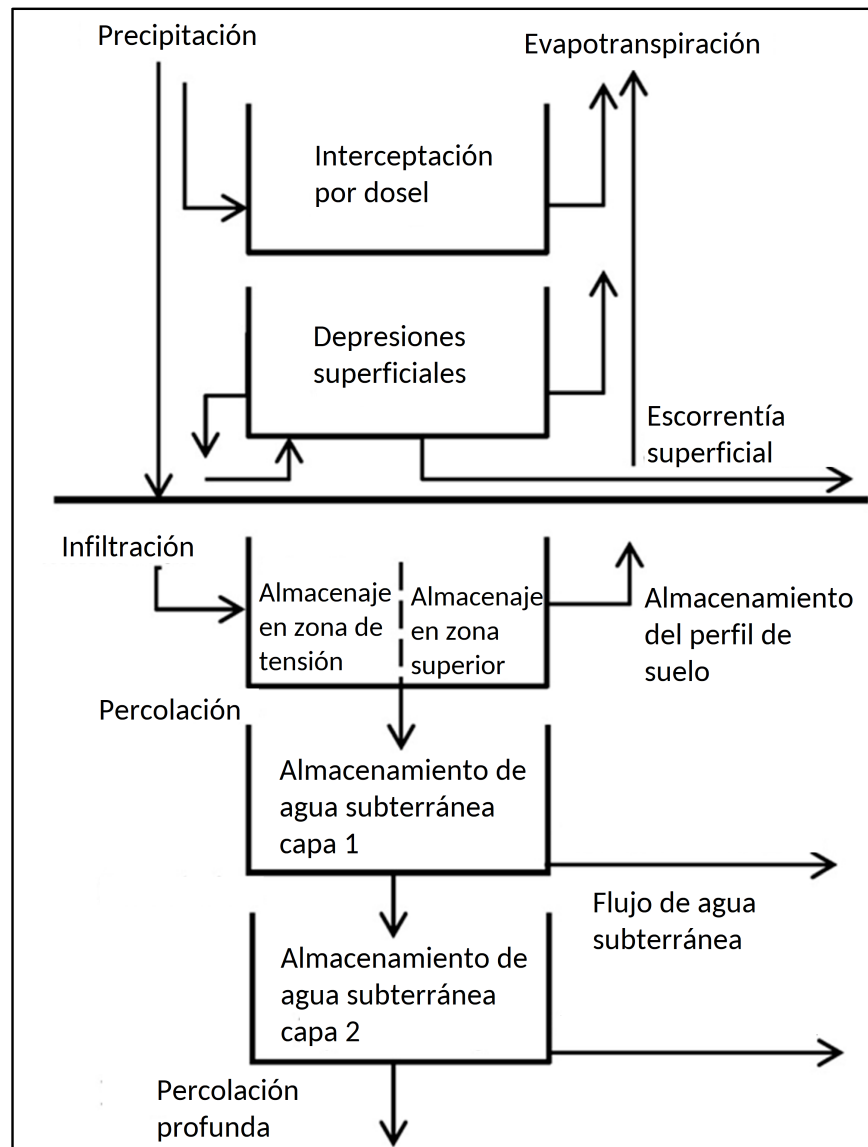 Precipitación
Evapotranspiración
Interceptación
por dosel
Depresiones
superficiales
Escorrentía
superficial
Infiltración
Almacenaje
en zona de
tensión
Almacenaje
en zona
superior
Almacenamiento
del perfil de
suelo
Percolación
Almacenamiento de
agua subterránea
capa 1
Flujo de agua
subterránea
Almacenamiento de
agua subterránea
capa 2
Percolación
profunda